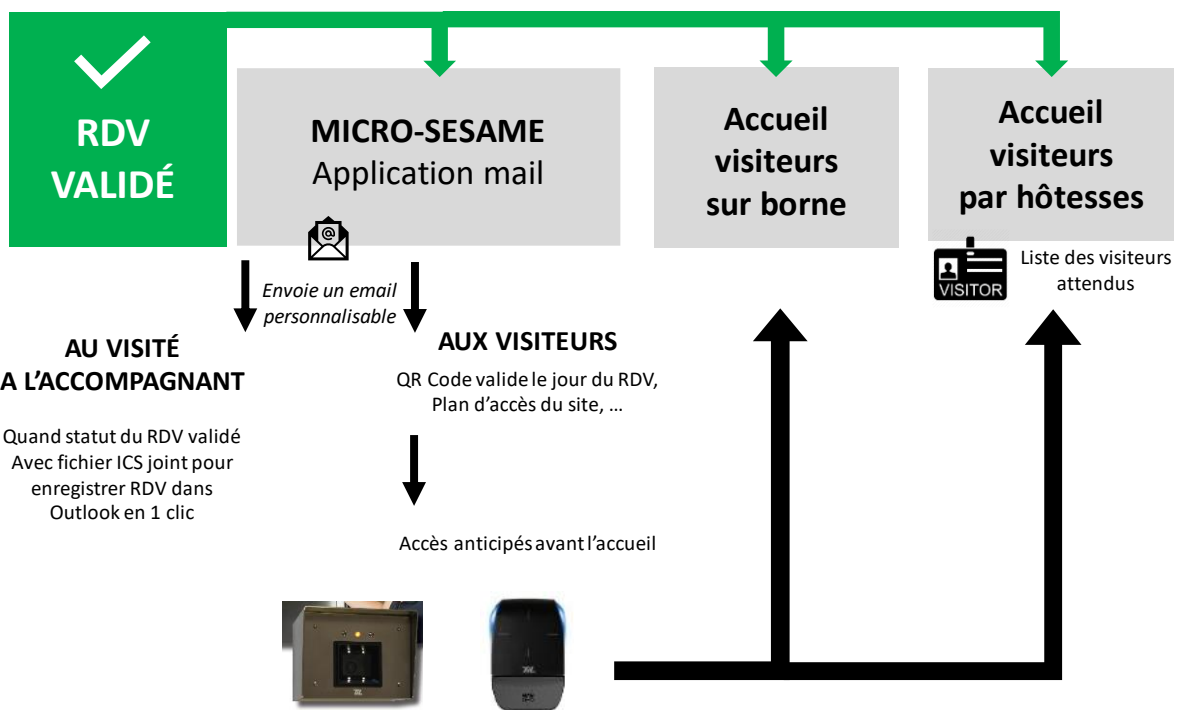 RDV
VALIDÉ
MICRO-SESAME
Application mail
@
Accueil
visiteurs
sur borne
Accueil
visiteurs
par hôtesses
VISITOR
Liste des visiteurs
attendus
Envoie un email
personnalisable
AU VISITÉ
A L'ACCOMPAGNANT
Quand statut du RDV validé
Avec fichier ICS joint pour
enregistrer RDV dans
Outlook en 1 clic
AUX VISITEURS
QR Code valide le jour du RDV,
Plan d'accès du site, ...
Accès anticipés avant l'accueil